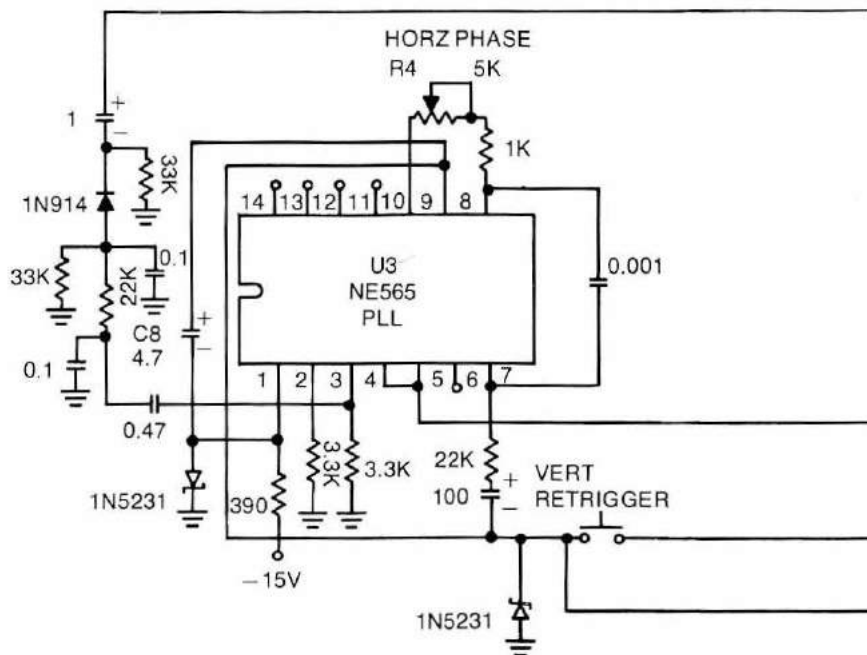 HORZ PHASE
R4 5K
1 + −
33K
1K
1N914
14 13 12 11 10 9 8
0.1
33K
22K
U3
NE565
PLL
0.001
C8
4.7
+ −
0.1
1 2 3 4 5 6 7
0.47
3.3K
3.3K
22K
1N5231
390
100
+ −
VERT
RETRIGGER
−15V
1N5231